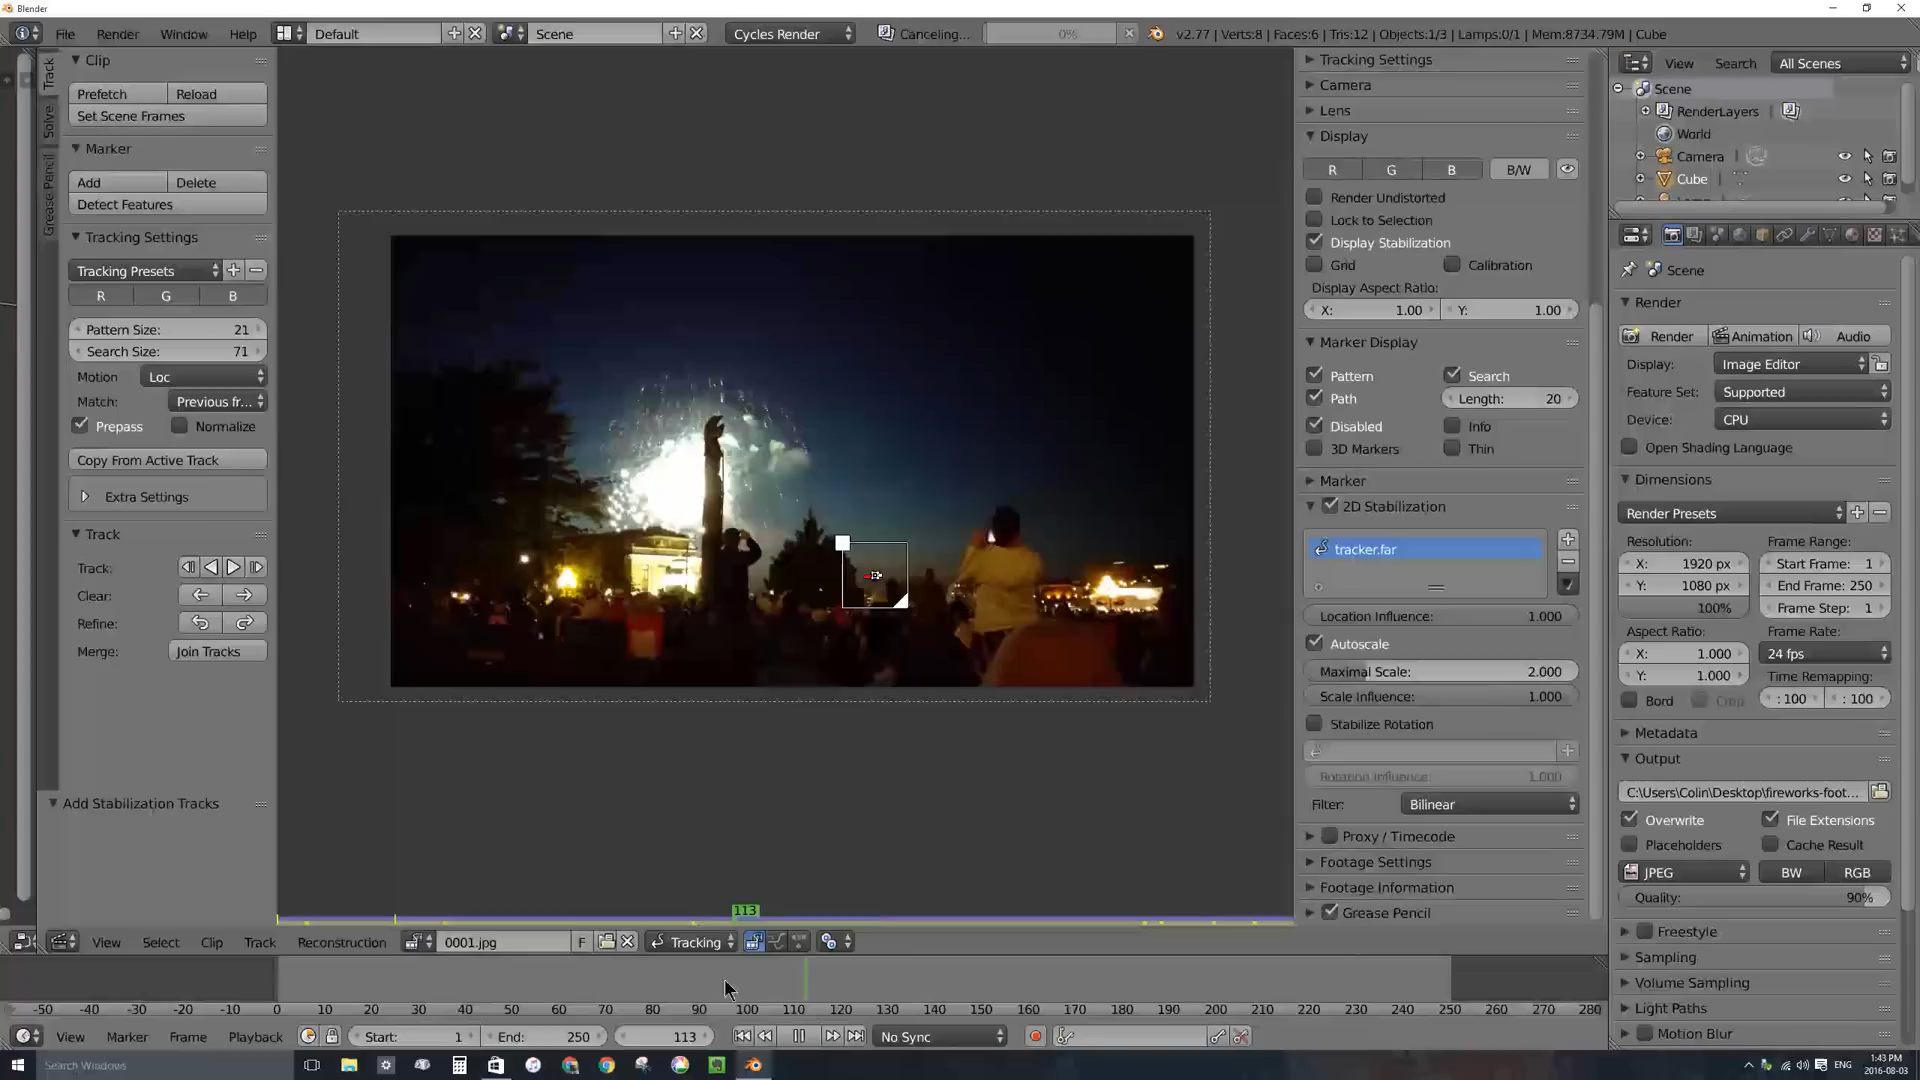 Blender
File Render Window Help Default Scene Cycles Render Canceling... 0% v2.77 | Verts:8 | Faces:6 | Tris:12 | Objects:1/3 | Lamps:0/1 | Mem:8734.79M | Cube
Track
Solve
Grease Pencil
Clip
Prefetch Reload
Set Scene Frames
Marker
Add Delete
Detect Features
Tracking Settings
Tracking Presets
R G B
Pattern Size: 21
Search Size: 71
Motion Loc
Match: Previous fr...
Prepass Normalize
Copy From Active Track
Extra Settings
Track
Track:
Clear:
Refine:
Merge: Join Tracks
Add Stabilization Tracks
Tracking Settings
Camera
Lens
Display
R G B B/W
Render Undistorted
Lock to Selection
Display Stabilization
Grid Calibration
Display Aspect Ratio:
X: 1.00 Y: 1.00
Marker Display
Pattern Search
Path Length: 20
Disabled Info
3D Markers Thin
Marker
2D Stabilization
tracker.far
Location Influence: 1.000
Autoscale
Maximal Scale: 2.000
Scale Influence: 1.000
Stabilize Rotation
Rotation Influence: 1.000
Filter: Bilinear
Proxy / Timecode
Footage Settings
Footage Information
Grease Pencil
View Search All Scenes
Scene
RenderLayers
World
Camera
Cube
Scene
Render
Render Animation Audio
Display: Image Editor
Feature Set: Supported
Device: CPU
Open Shading Language
Dimensions
Render Presets
Resolution: Frame Range:
X: 1920 px Start Frame: 1
Y: 1080 px End Frame: 250
100% Frame Step: 1
Aspect Ratio: Frame Rate:
X: 1.000 24 fps
Y: 1.000 Time Remapping:
Bord Crop : 100 : 100
Metadata
Output
C:\Users\Colin\Desktop\fireworks-foot...
Overwrite File Extensions
Placeholders Cache Result
JPEG BW RGB
Quality: 90%
Freestyle
Sampling
Volume Sampling
Light Paths
Motion Blur
113
View Select Clip Track Reconstruction 0001.jpg F Tracking
-50 -40 -30 -20 -10 0 10 20 30 40 50 60 70 80 90 100 110 120 130 140 150 160 170 180 190 200 210 220 230 240 250 260 270 280
View Marker Frame Playback Start: 1 End: 250 113 No Sync
Search Windows
ENG
1:43 PM
2016-08-03